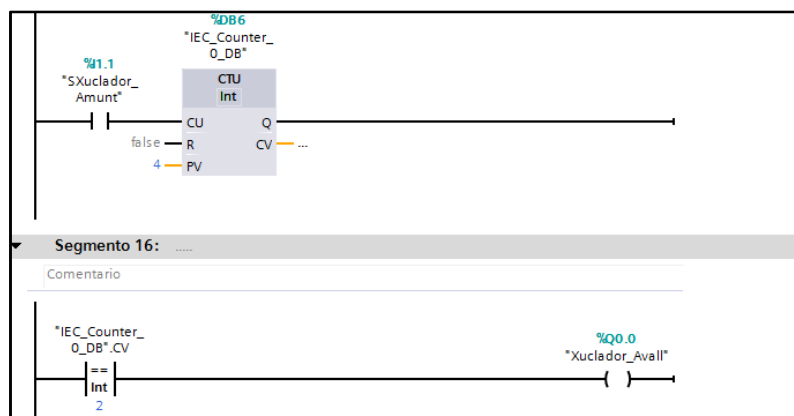 %DB6
"IEC_Counter_
0_DB"
%I1.1
"SXuclador_
Amunt"
CTU
Int
CU Q
false R CV ...
4 PV
Segmento 16: .....
Comentario
"IEC_Counter_
0_DB".CV
%Q0.0
"Xuclador_Avall"
==
Int
2